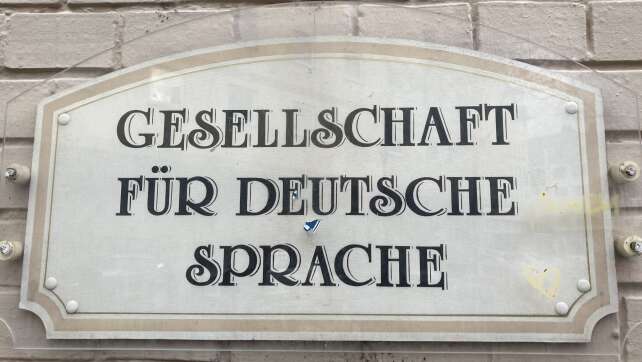 GESELLSCHAFT
FÜR DEUTSCHE
SPRACHE